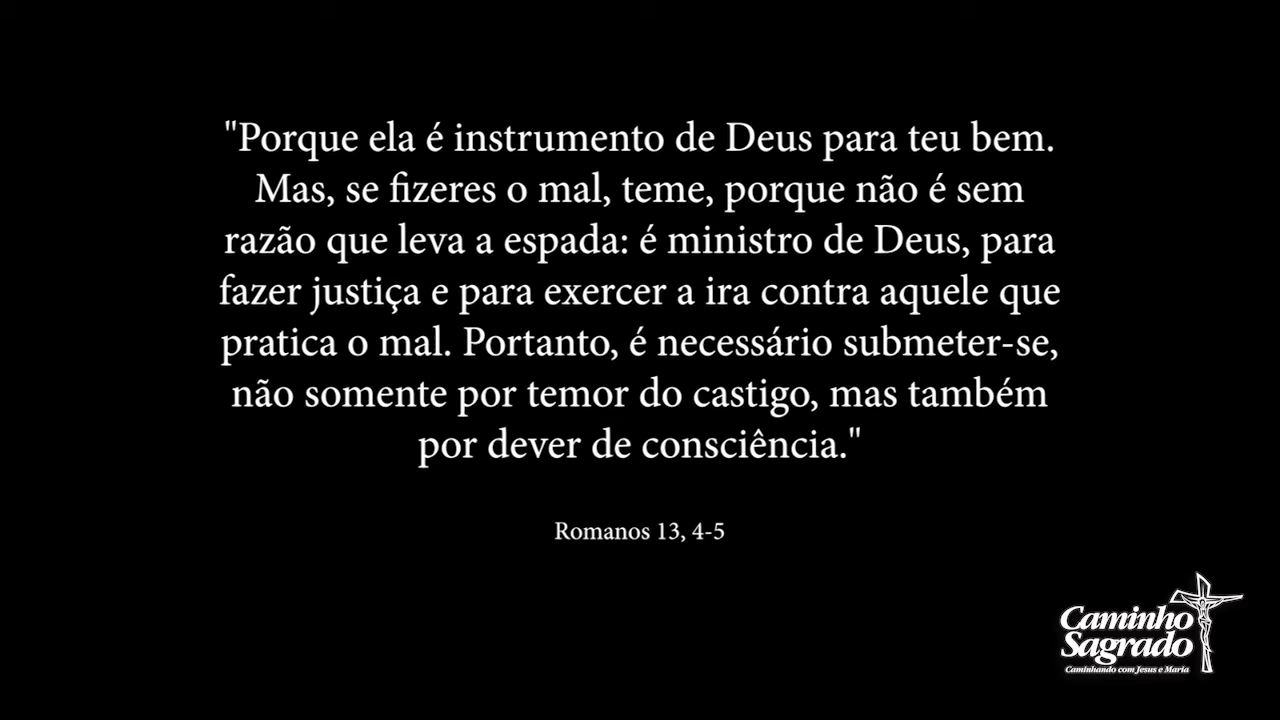 "Porque ela é instrumento de Deus para teu bem.
Mas, se fizeres o mal, teme, porque não é sem
razão que leva a espada: é ministro de Deus, para
fazer justiça e para exercer a ira contra aquele que
pratica o mal. Portanto, é necessário submeter-se,
não somente por temor do castigo, mas também
por dever de consciência."
Romanos 13, 4-5
Caminho
Sagrado
Caminhando com Jesus e Maria